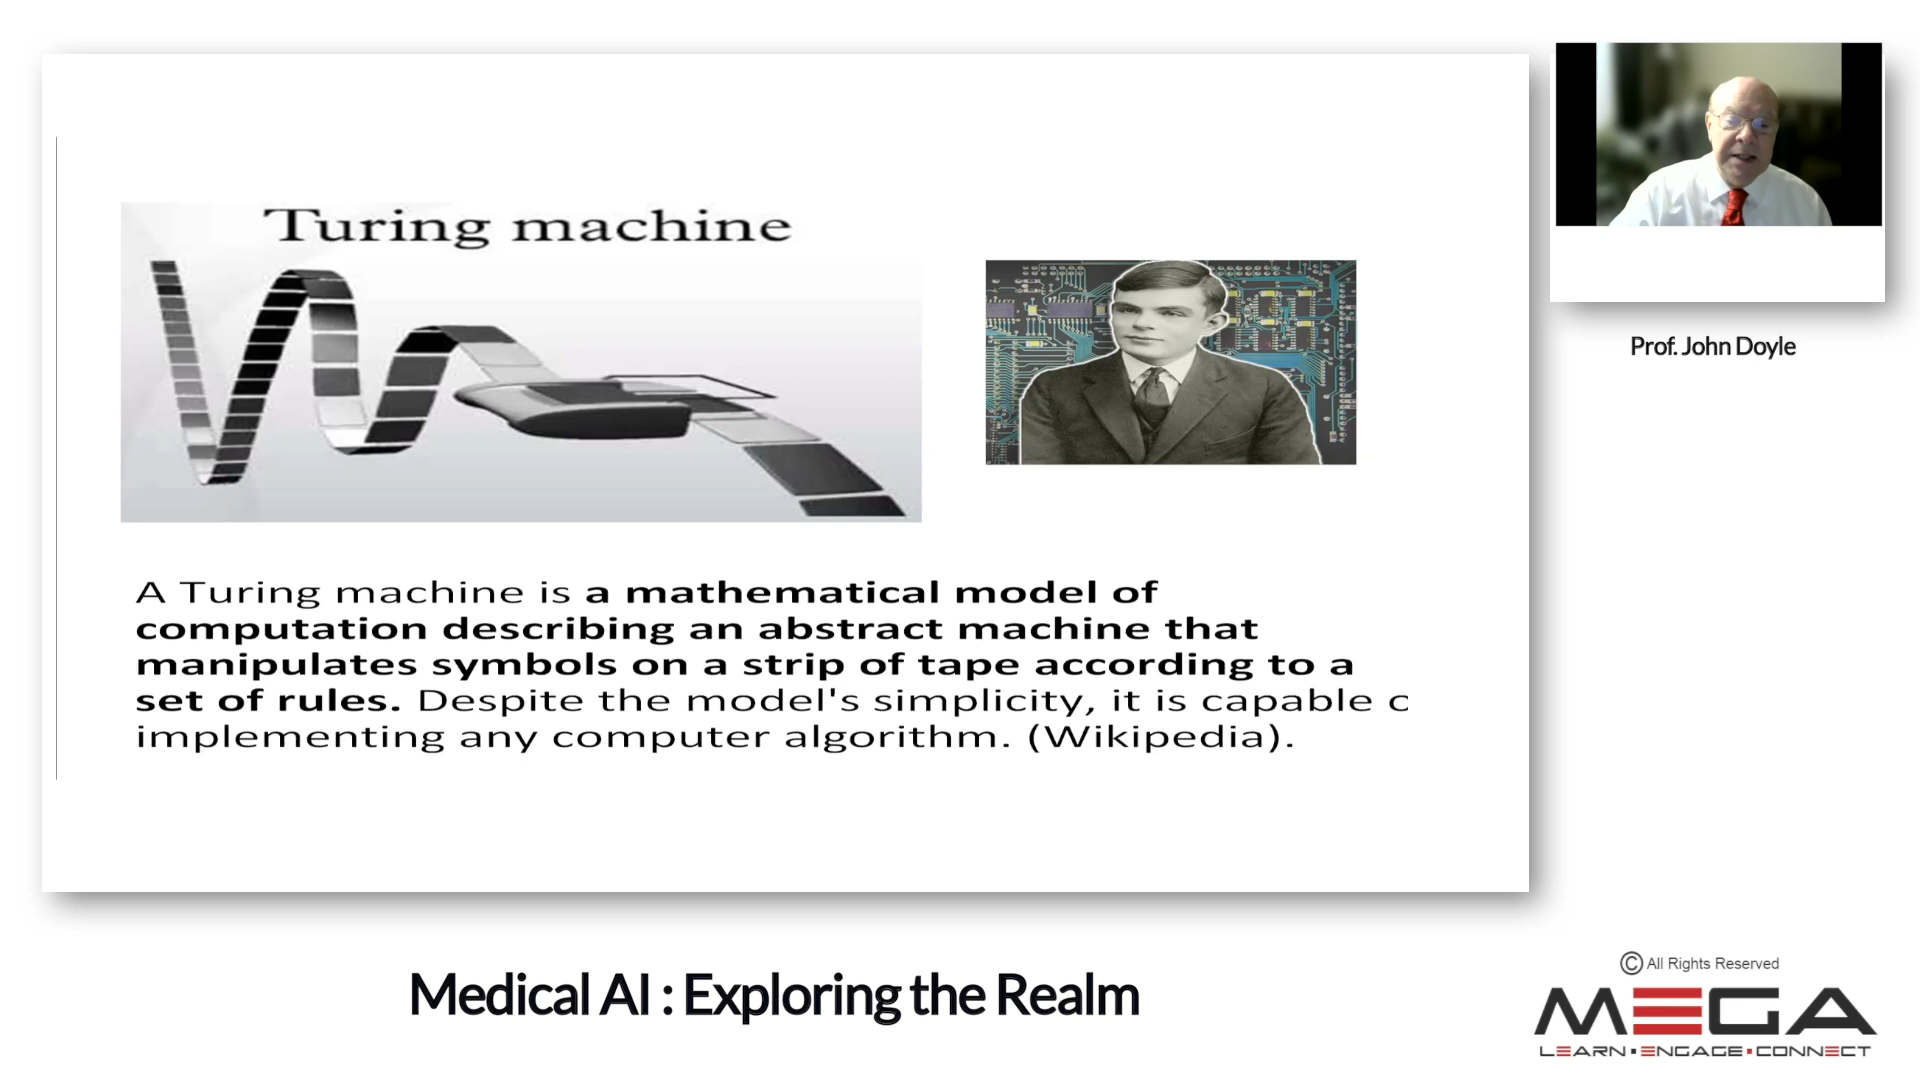 Turing machine
A Turing machine is a mathematical model of
computation describing an abstract machine that
manipulates symbols on a strip of tape according to a
set of rules. Despite the model's simplicity, it is capable
implementing any computer algorithm. (Wikipedia).
Prof. John Doyle
Medical AI : Exploring the Realm
© All Rights Reserved
MEGA
LEARN • ENGAGE • CONNECT